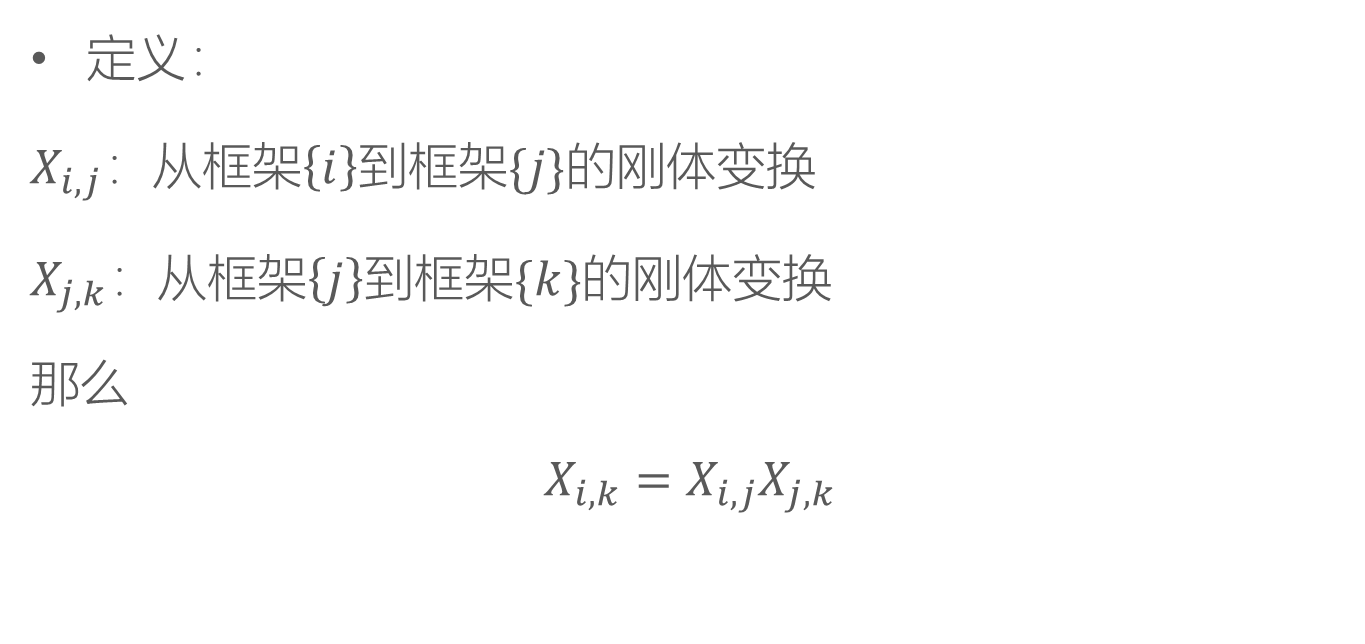 • 定义:
X_{i,j}: 从框架{i}到框架{j}的刚体变换
X_{j,k}: 从框架{j}到框架{k}的刚体变换
那么
X_{i,k} = X_{i,j}X_{j,k}